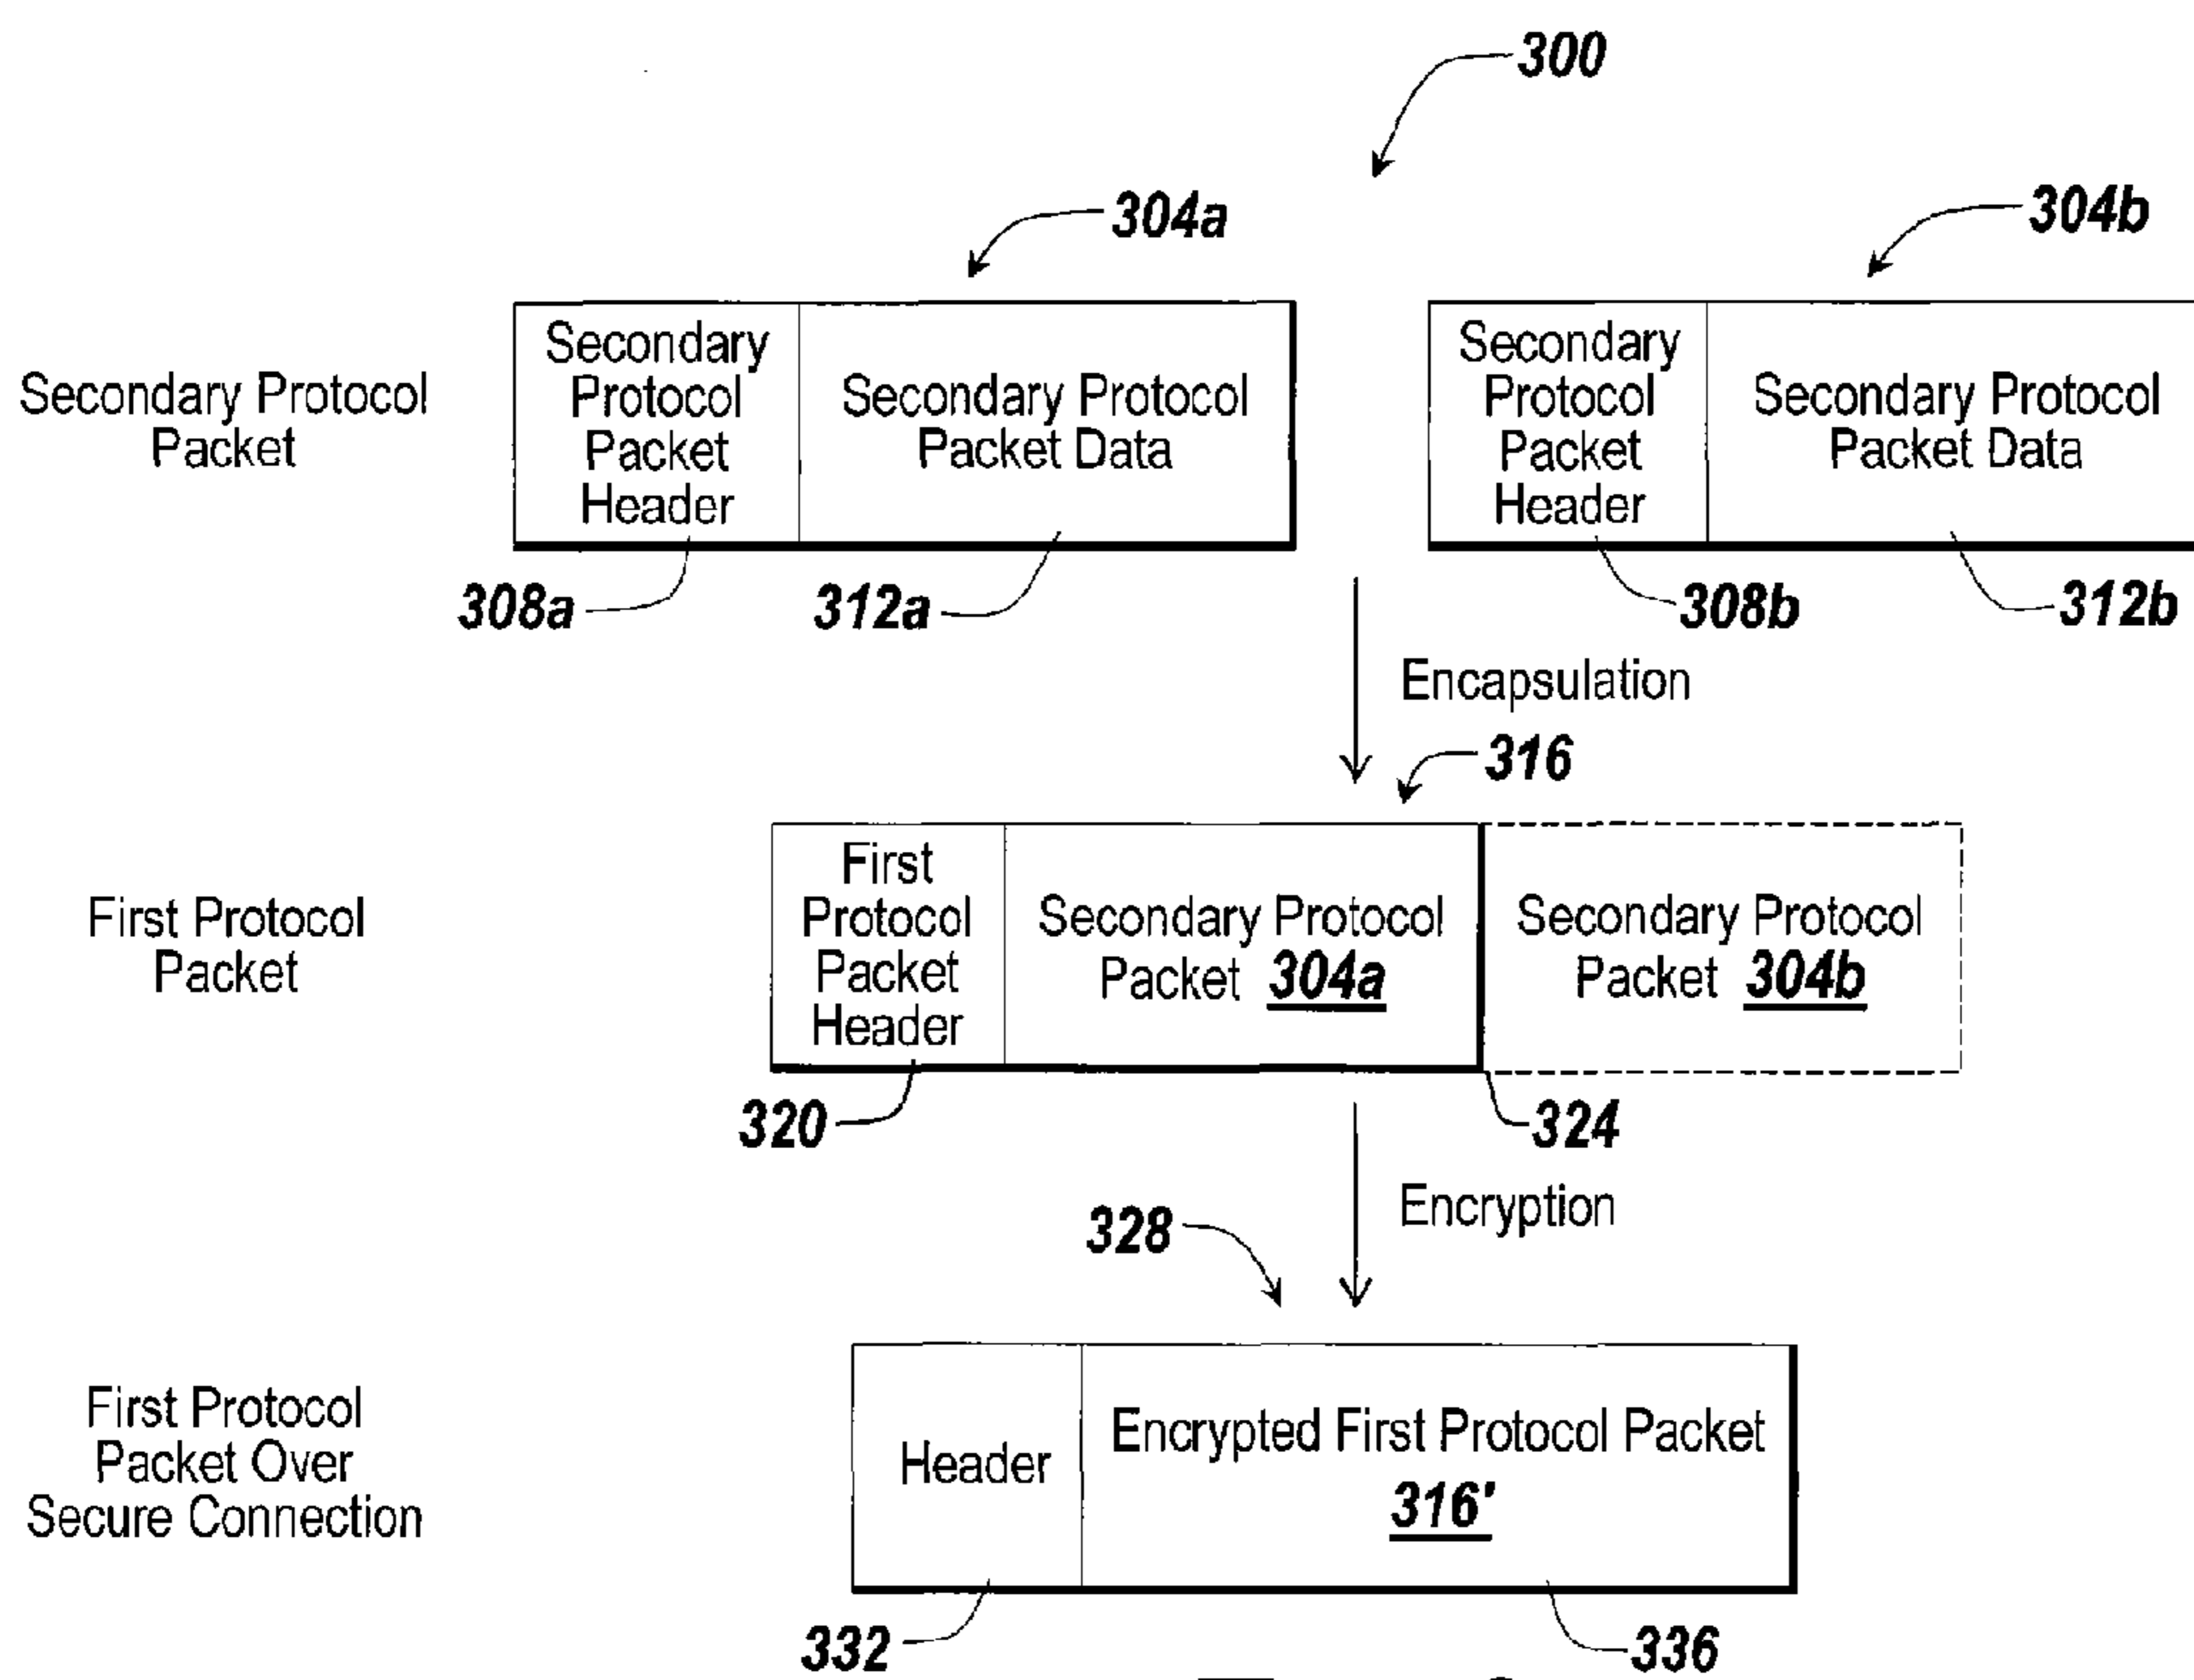 300
304a
304b
Secondary Protocol
Packet
Secondary
Protocol
Packet
Header
Secondary Protocol
Packet Data
Secondary
Protocol
Packet
Header
Secondary Protocol
Packet Data
308a
312a
308b
312b
Encapsulation
316
First Protocol
Packet
First
Protocol
Packet
Header
Secondary Protocol
Packet 304a
Secondary Protocol
Packet 304b
320
324
Encryption
328
First Protocol
Packet Over
Secure Connection
Header
Encrypted First Protocol Packet
316'
332
336